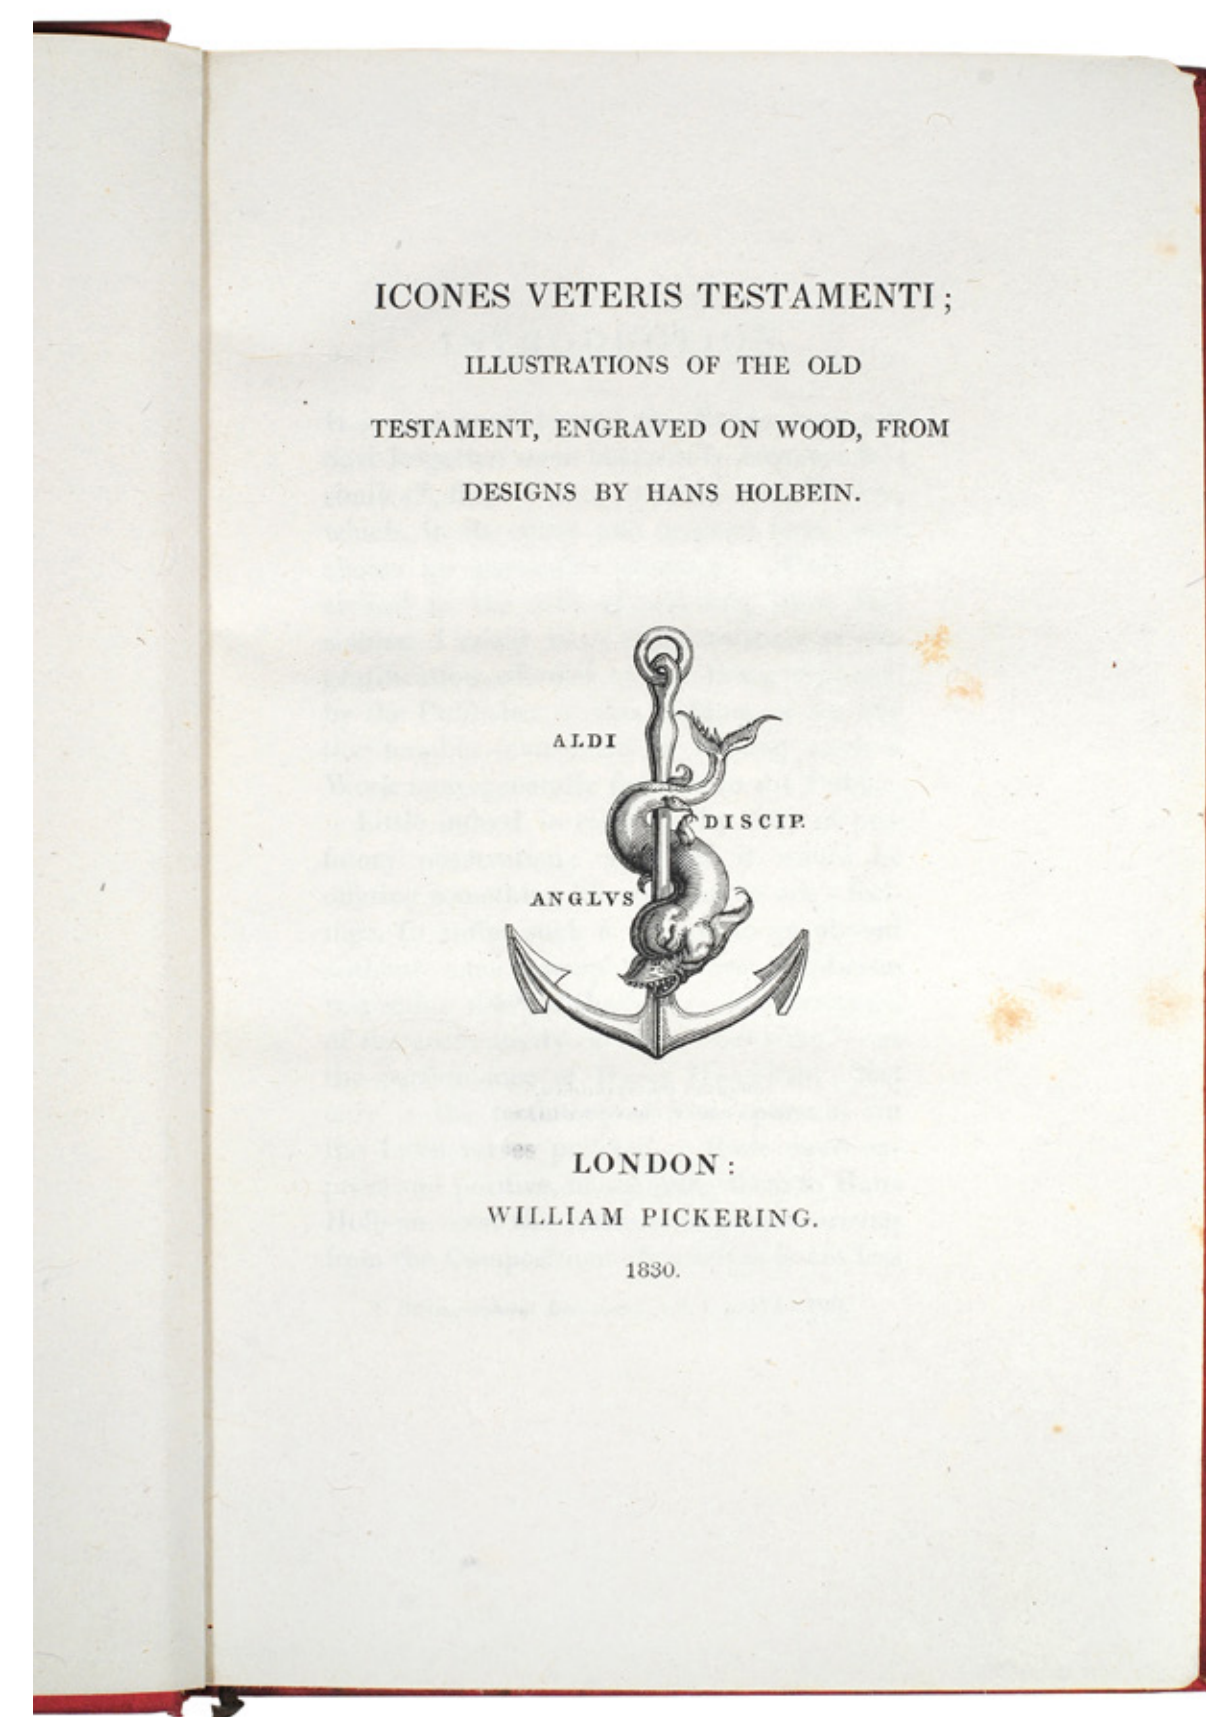 ICONES VETERIS TESTAMENTI;
ILLUSTRATIONS OF THE OLD
TESTAMENT, ENGRAVED ON WOOD, FROM
DESIGNS BY HANS HOLBEIN.
ALDI
DISCIP.
ANGLVS
LONDON:
WILLIAM PICKERING.
1830.